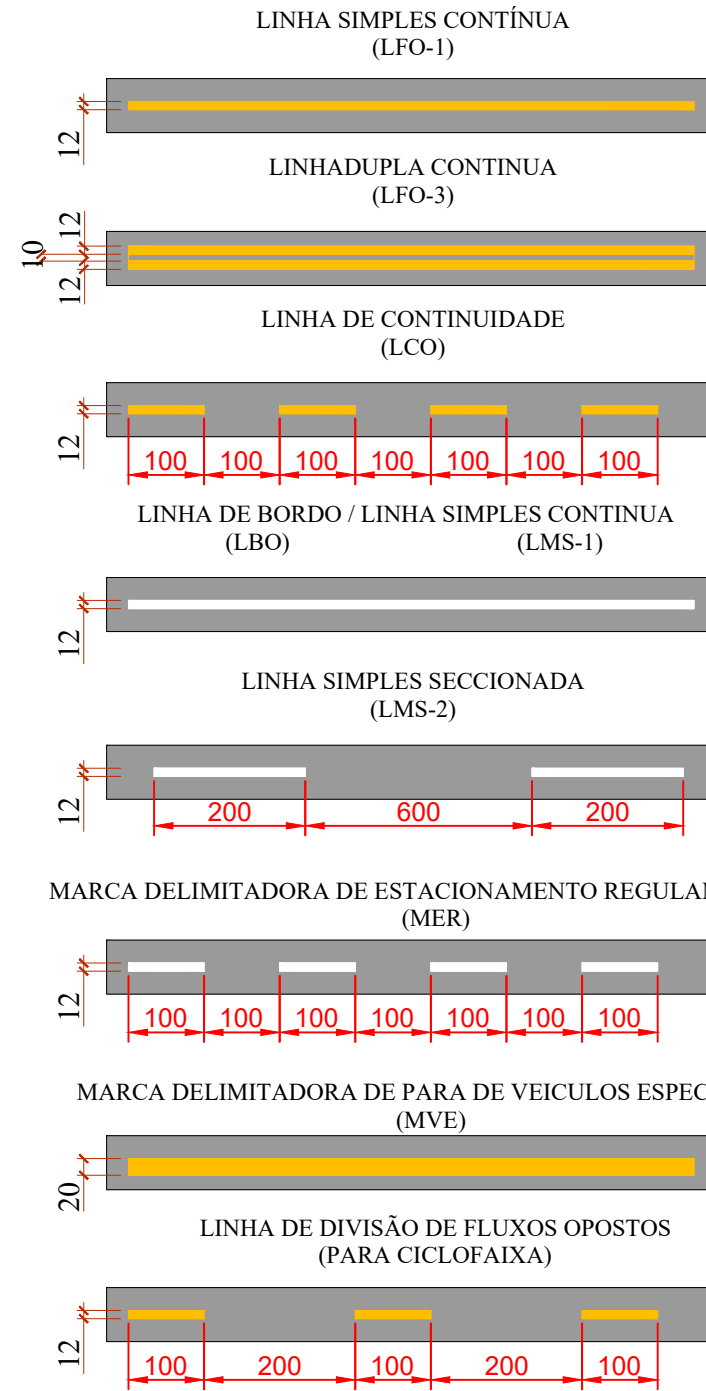 LINHA SIMPLES CONTÍNUA
(LFO-1)
12
LINHADUPLA CONTINUA
(LFO-3)
12
10
12
LINHA DE CONTINUIDADE
(LCO)
12
100 100 100 100 100 100 100
LINHA DE BORDO / LINHA SIMPLES CONTINUA
(LBO) (LMS-1)
12
LINHA SIMPLES SECCIONADA
(LMS-2)
12
200 600 200
MARCA DELIMITADORA DE ESTACIONAMENTO
(MER)
12
100 100 100 100 100 100 100
MARCA DELIMITADORA DE PARA DE VEICULOS
(MVE)
20
LINHA DE DIVISÃO DE FLUXOS OPOSTOS
(PARA CICLOFAIXA)
12
100 200 100 200 100